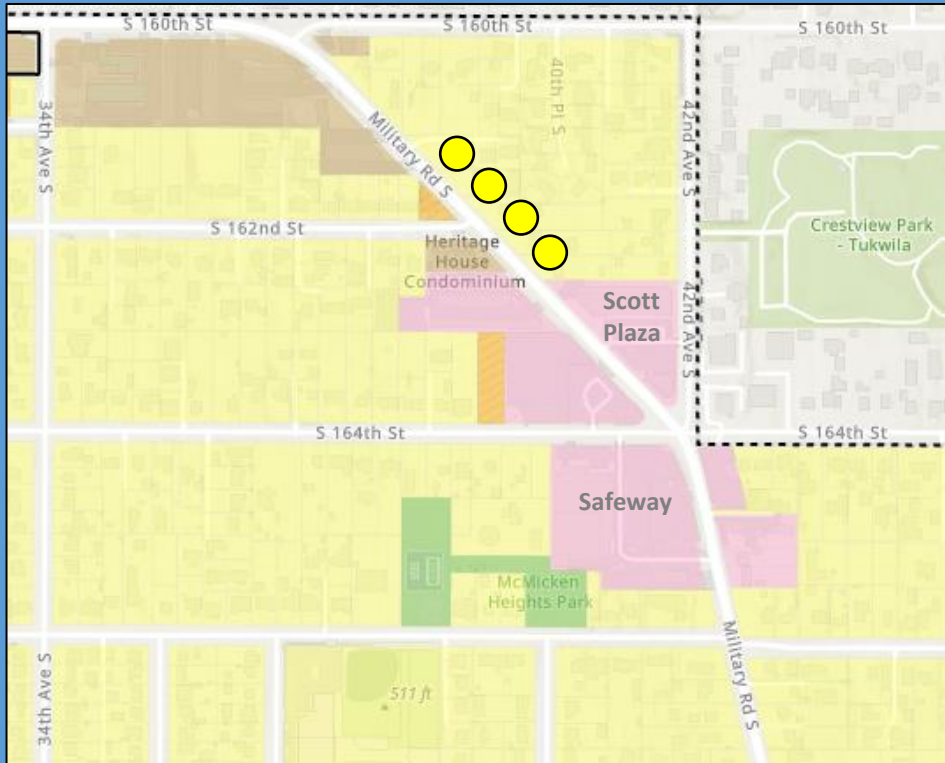 S 160th St
S 160th St
S 160th St
40th Pl S
34th Ave S
Military Rd S
42nd Ave S
S 162nd St
Crestview Park
- Tukwila
Heritage
House
Condominium
Scott
Plaza
42nd Ave S
S 164th St
S 164th St
Safeway
McMicken
Heights Park
34th Ave S
Military Rd S
511 ft